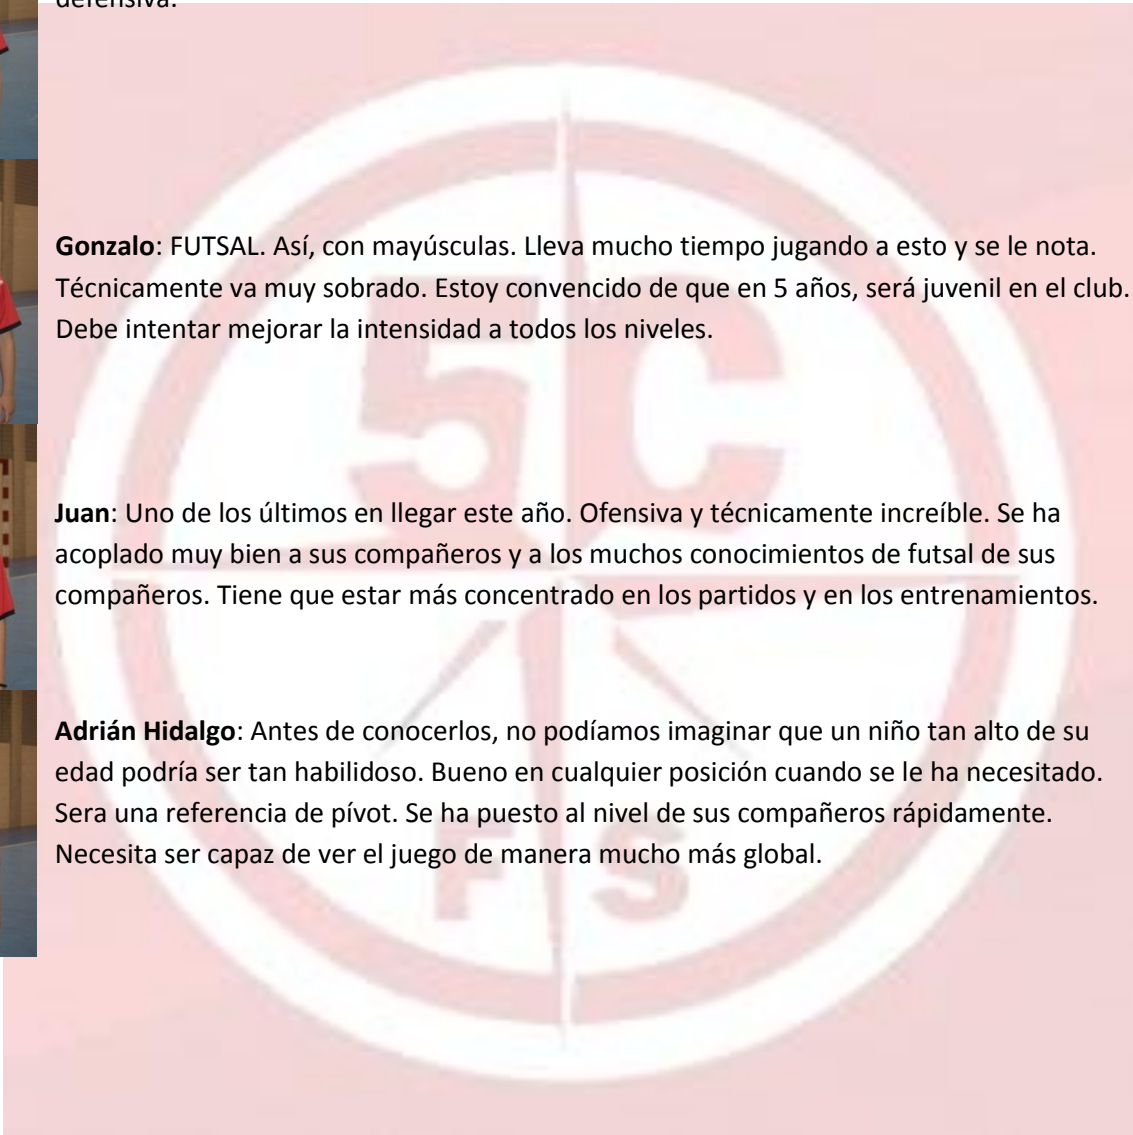 defensiva.
Gonzalo: FUTSAL. Así, con mayúsculas. Lleva mucho tiempo jugando a esto y se le nota.
Técnicamente va muy sobrado. Estoy convencido de que en 5 años, será juvenil en el club.
Debe intentar mejorar la intensidad a todos los niveles.
Juan: Uno de los últimos en llegar este año. Ofensiva y técnicamente increíble. Se ha
acoplado muy bien a sus compañeros y a los muchos conocimientos de futsal de sus
compañeros. Tiene que estar más concentrado en los partidos y en los entrenamientos.
Adrián Hidalgo: Antes de conocerlos, no podíamos imaginar que un niño tan alto de su
edad podría ser tan habilidoso. Bueno en cualquier posición cuando se le ha necesitado.
Sera una referencia de pívot. Se ha puesto al nivel de sus compañeros rápidamente.
Necesita ser capaz de ver el juego de manera mucho más global.
5 C
F S